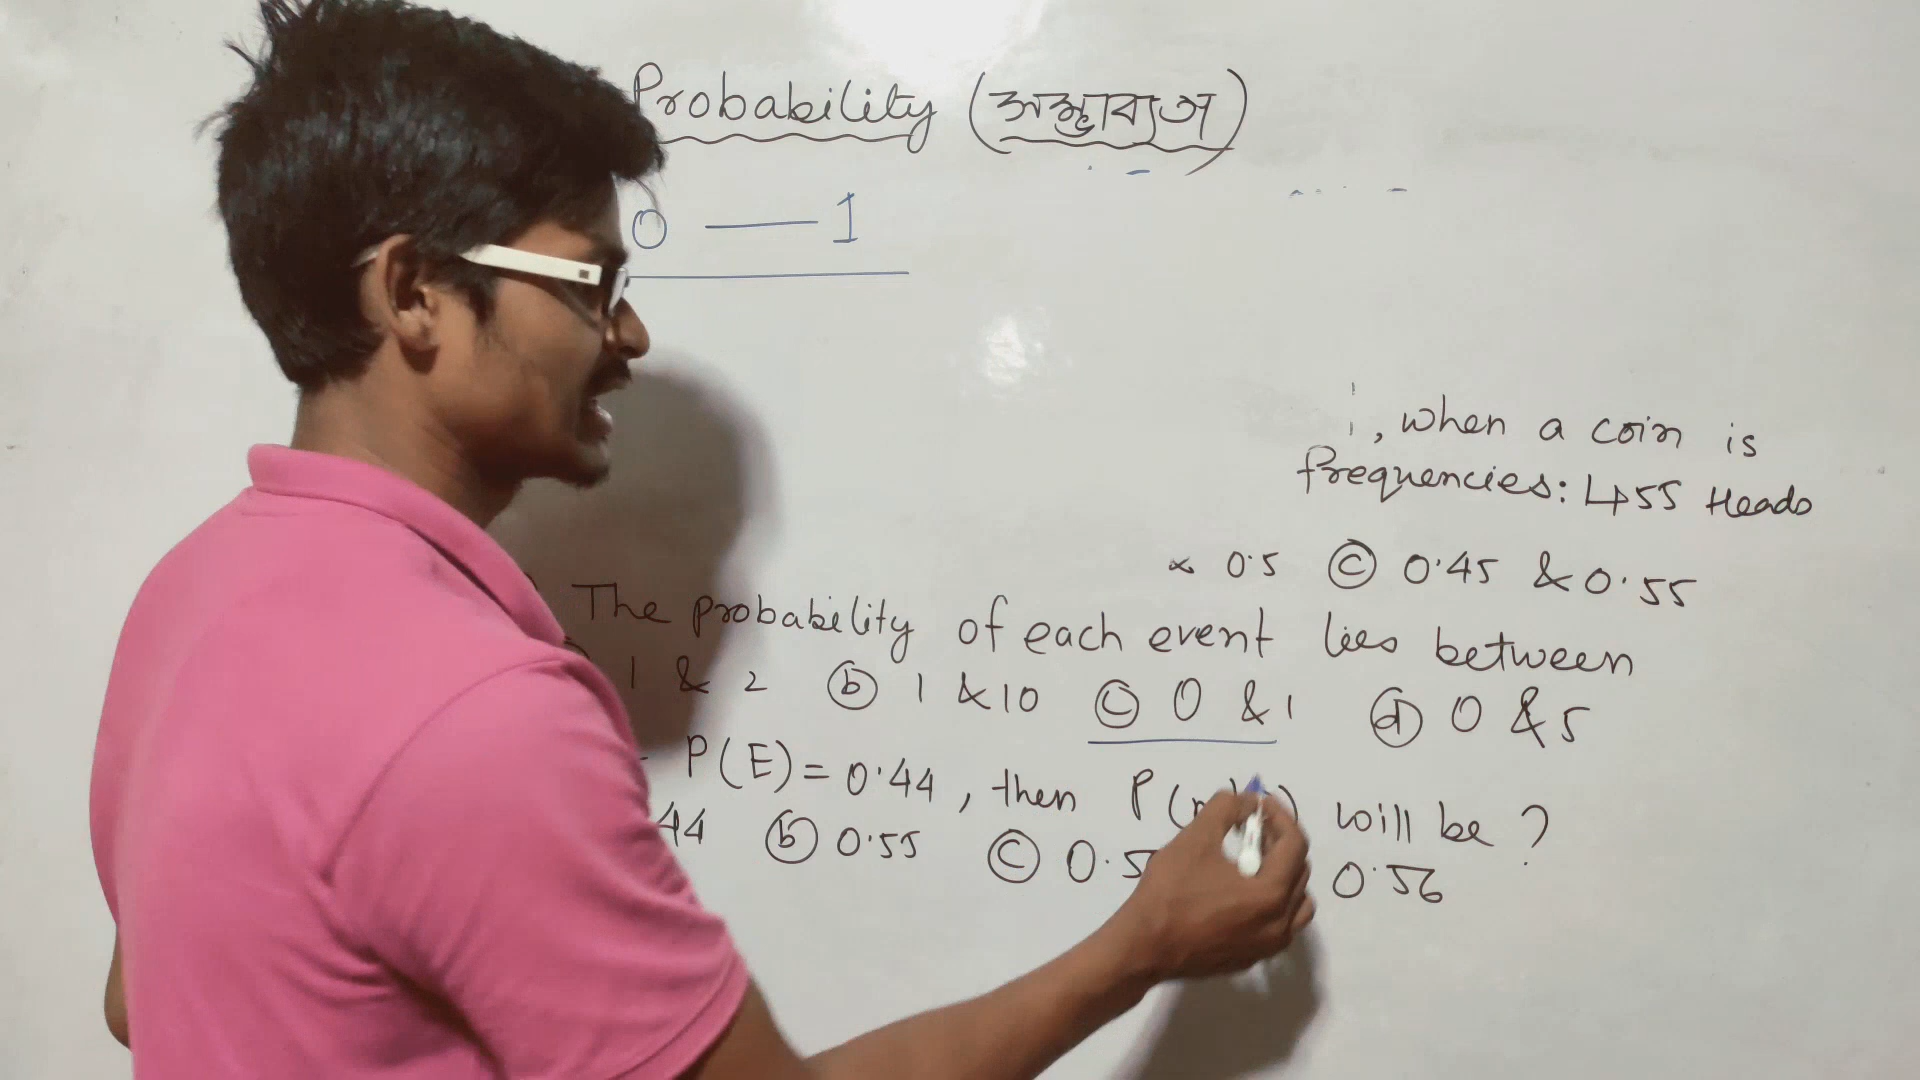 Probability (সম্ভাব্যতা)
0 — 1
, when a coin is
frequencies: 455 Heads
0.5 ⓒ 0.45 & 0.55
The probability of each event lies between
1 & 2 ⓑ 1 & 10 ⓒ 0 & 1 ⓓ 0 & 5
P(E) = 0.44, then P( ) will be ?
44 ⓑ 0.55 ⓒ 0.5 0.56